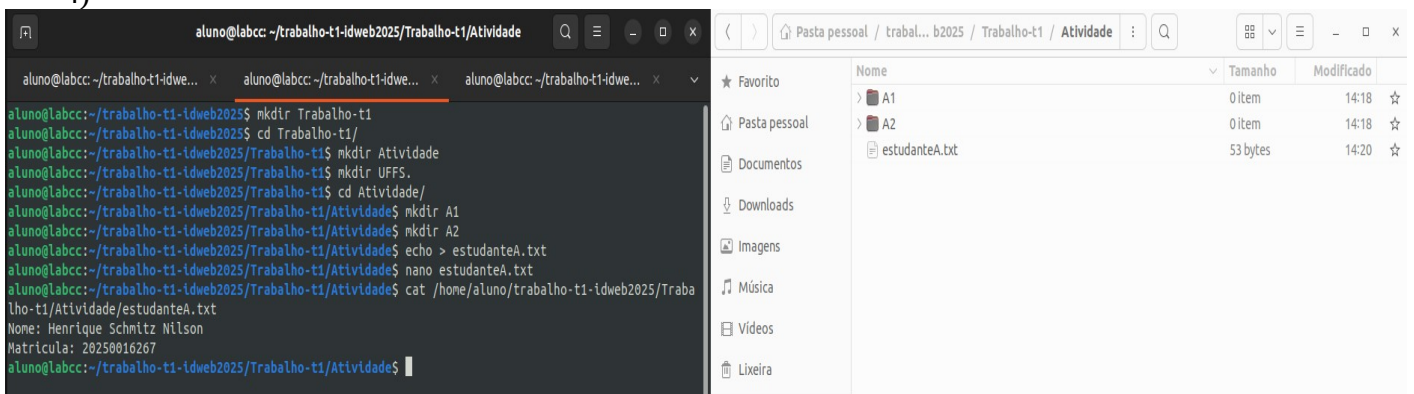 aluno@labcc: ~/trabalho-t1-idweb2025/Trabalho-t1/Atividade
aluno@labcc: ~/trabalho-t1-idwe... × aluno@labcc: ~/trabalho-t1-idwe... × aluno@labcc: ~/trabalho-t1-idwe... ×
aluno@labcc:~/trabalho-t1-idweb2025$ mkdir Trabalho-t1
aluno@labcc:~/trabalho-t1-idweb2025$ cd Trabalho-t1/
aluno@labcc:~/trabalho-t1-idweb2025/Trabalho-t1$ mkdir Atividade
aluno@labcc:~/trabalho-t1-idweb2025/Trabalho-t1$ mkdir UFFS.
aluno@labcc:~/trabalho-t1-idweb2025/Trabalho-t1$ cd Atividade/
aluno@labcc:~/trabalho-t1-idweb2025/Trabalho-t1/Atividade$ mkdir A1
aluno@labcc:~/trabalho-t1-idweb2025/Trabalho-t1/Atividade$ mkdir A2
aluno@labcc:~/trabalho-t1-idweb2025/Trabalho-t1/Atividade$ echo > estudanteA.txt
aluno@labcc:~/trabalho-t1-idweb2025/Trabalho-t1/Atividade$ nano estudanteA.txt
aluno@labcc:~/trabalho-t1-idweb2025/Trabalho-t1/Atividade$ cat /home/aluno/trabalho-t1-idweb2025/Traba
lho-t1/Atividade/estudanteA.txt
Nome: Henrique Schmitz Nilson
Matricula: 20250016267
aluno@labcc:~/trabalho-t1-idweb2025/Trabalho-t1/Atividade$
Pasta pessoal / trabal... b2025 / Trabalho-t1 / Atividade
Favorito
Pasta pessoal
Documentos
Downloads
Imagens
Música
Vídeos
Lixeira
Nome Tamanho Modificado
A1 0 item 14:18
A2 0 item 14:18
estudanteA.txt 53 bytes 14:20